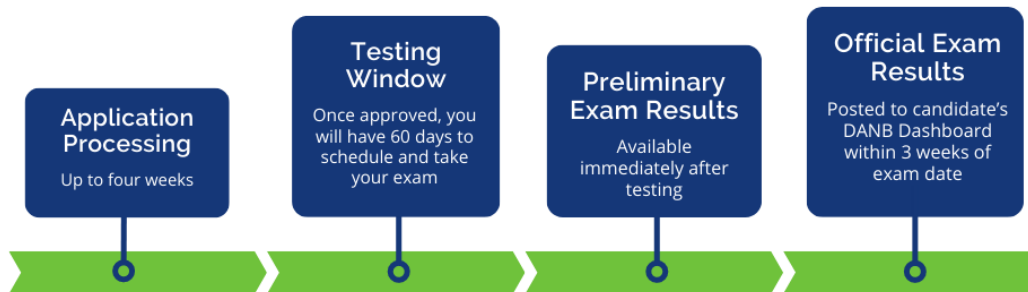 Application
Processing
Up to four weeks
Testing
Window
Once approved, you
will have 60 days to
schedule and take
your exam
Preliminary
Exam Results
Available
immediately after
testing
Official Exam
Results
Posted to candidate’s
DANB Dashboard
within 3 weeks of
exam date